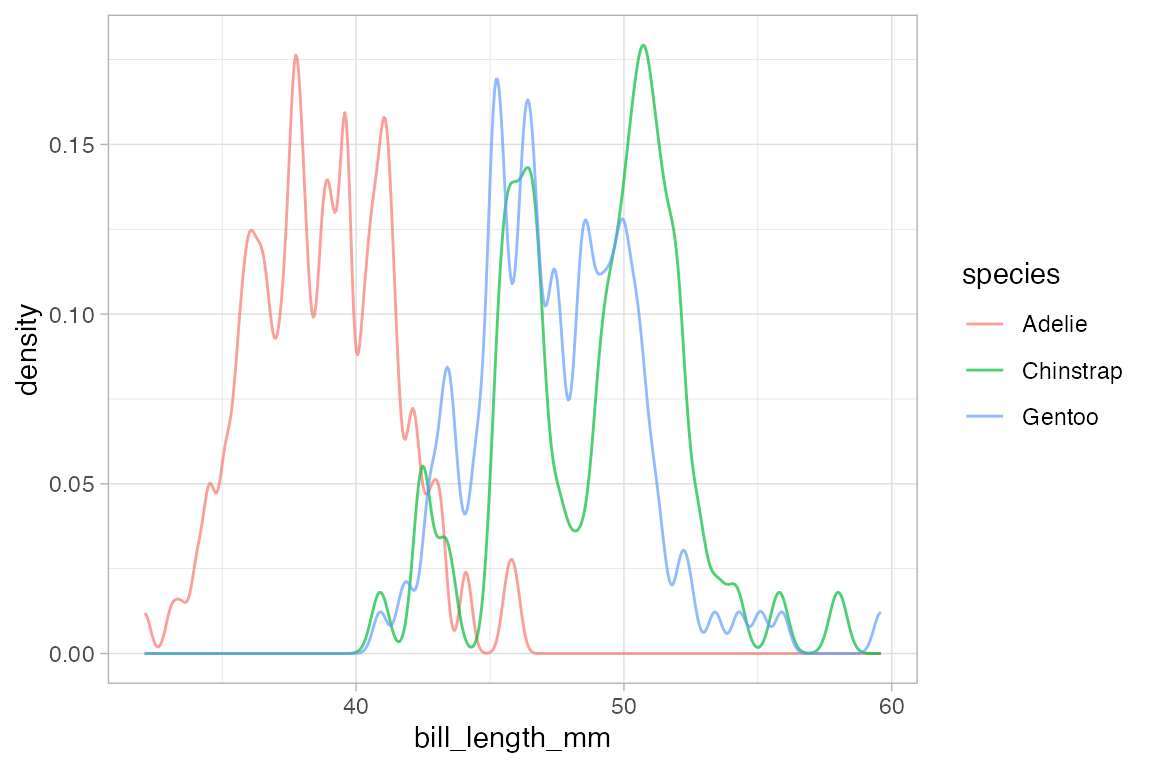 0.15
0.10
0.05
0.00
density
40
50
60
bill_length_mm
species
Adelie
Chinstrap
Gentoo